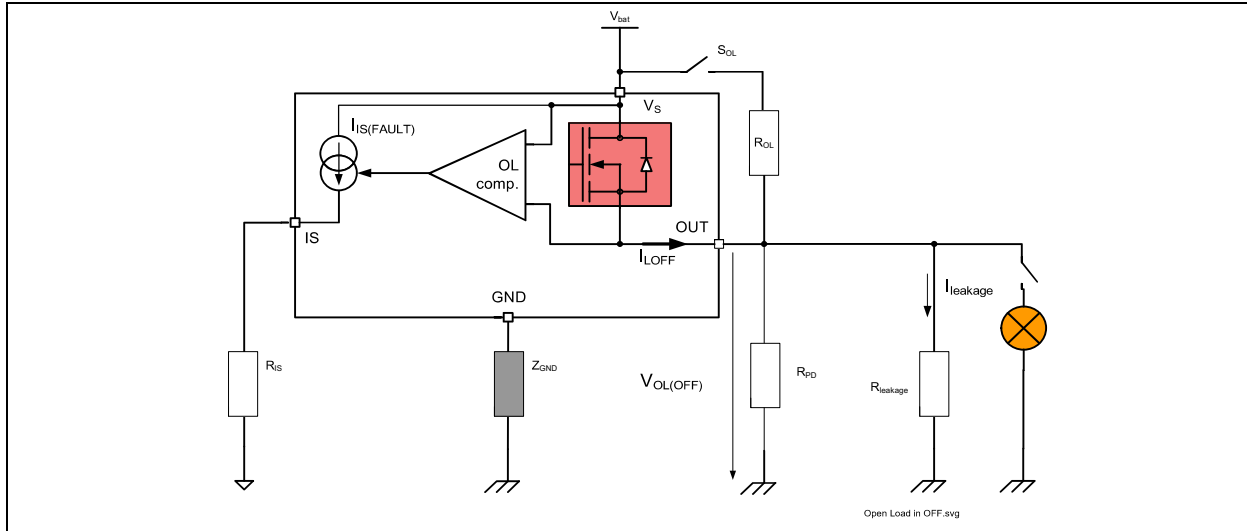 Vbat
SOL
VS
IIS(FAULT)
ROL
OL
comp.
OUT
IS
ILOFF
Ileakage
GND
RIS
ZGND
VOL(OFF)
RPD
Rleakage
Open Load in OFF.svg